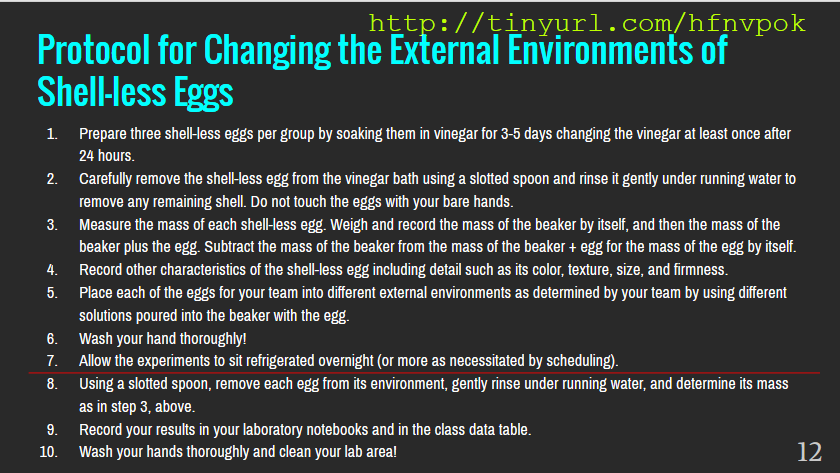 http://tinyurl.com/hfnvpok
Protocol for Changing the External Environments of
Shell-less Eggs
1. Prepare three shell-less eggs per group by soaking them in vinegar for 3-5 days changing the vinegar at least once after
24 hours.
2. Carefully remove the shell-less egg from the vinegar bath using a slotted spoon and rinse it gently under running water to
remove any remaining shell. Do not touch the eggs with your bare hands.
3. Measure the mass of each shell-less egg. Weigh and record the mass of the beaker by itself, and then the mass of the
beaker plus the egg. Subtract the mass of the beaker from the mass of the beaker + egg for the mass of the egg by itself.
4. Record other characteristics of the shell-less egg including detail such as its color, texture, size, and firmness.
5. Place each of the eggs for your team into different external environments as determined by your team by using different
solutions poured into the beaker with the egg.
6. Wash your hand thoroughly!
7. Allow the experiments to sit refrigerated overnight (or more as necessitated by scheduling).
8. Using a slotted spoon, remove each egg from its environment, gently rinse under running water, and determine its mass
as in step 3, above.
9. Record your results in your laboratory notebooks and in the class data table.
10. Wash your hands thoroughly and clean your lab area!
12